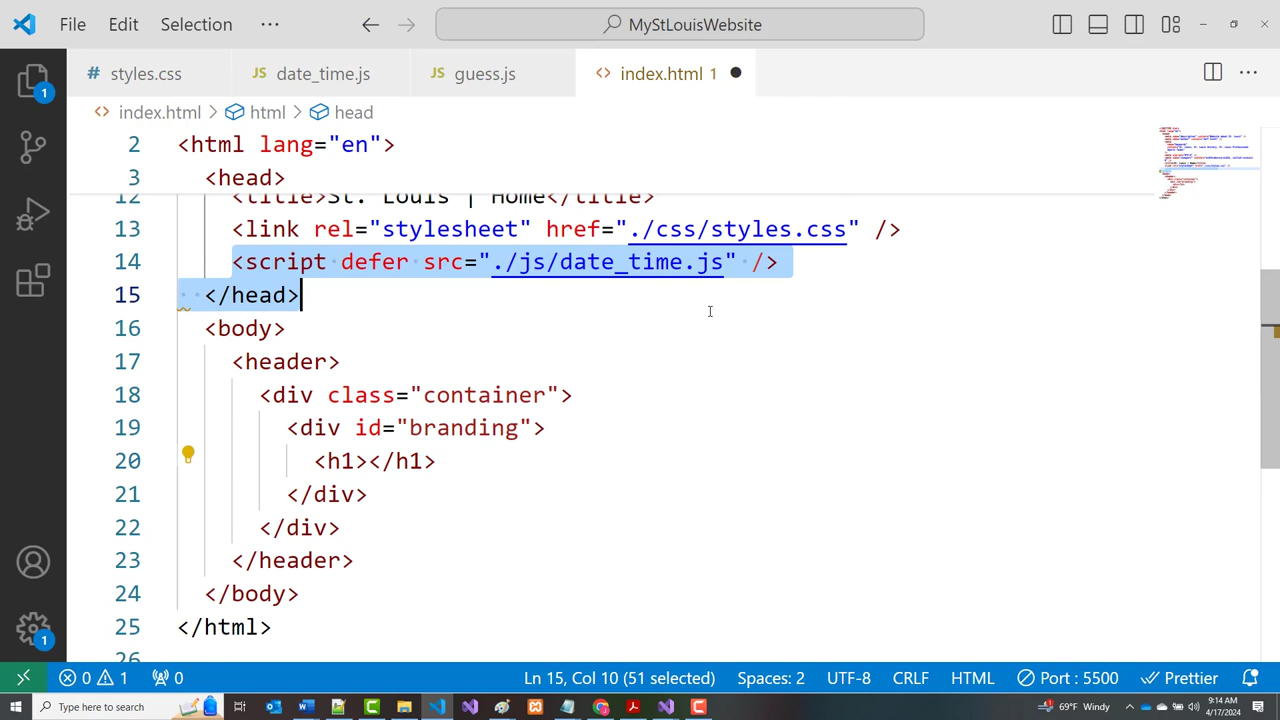 File Edit Selection ··· MyStLouisWebsite
# styles.css JS date_time.js JS guess.js <> index.html 1
<> index.html > html > head
2 <html lang="en">
3 <head>
12 <title>St. Louis | Home</title>
13 <link rel="stylesheet" href="./css/styles.css" />
14 <script defer src="./js/date_time.js" />
15 </head>
16 <body>
17 <header>
18 <div class="container">
19 <div id="branding">
20 <h1></h1>
21 </div>
22 </div>
23 </header>
24 </body>
25 </html>
26
1
1
0 1 0 Ln 15, Col 10 (51 selected) Spaces: 2 UTF-8 CRLF HTML Port : 5500 Prettier
Type here to search 69°F Windy 9:14 AM
4/17/2024